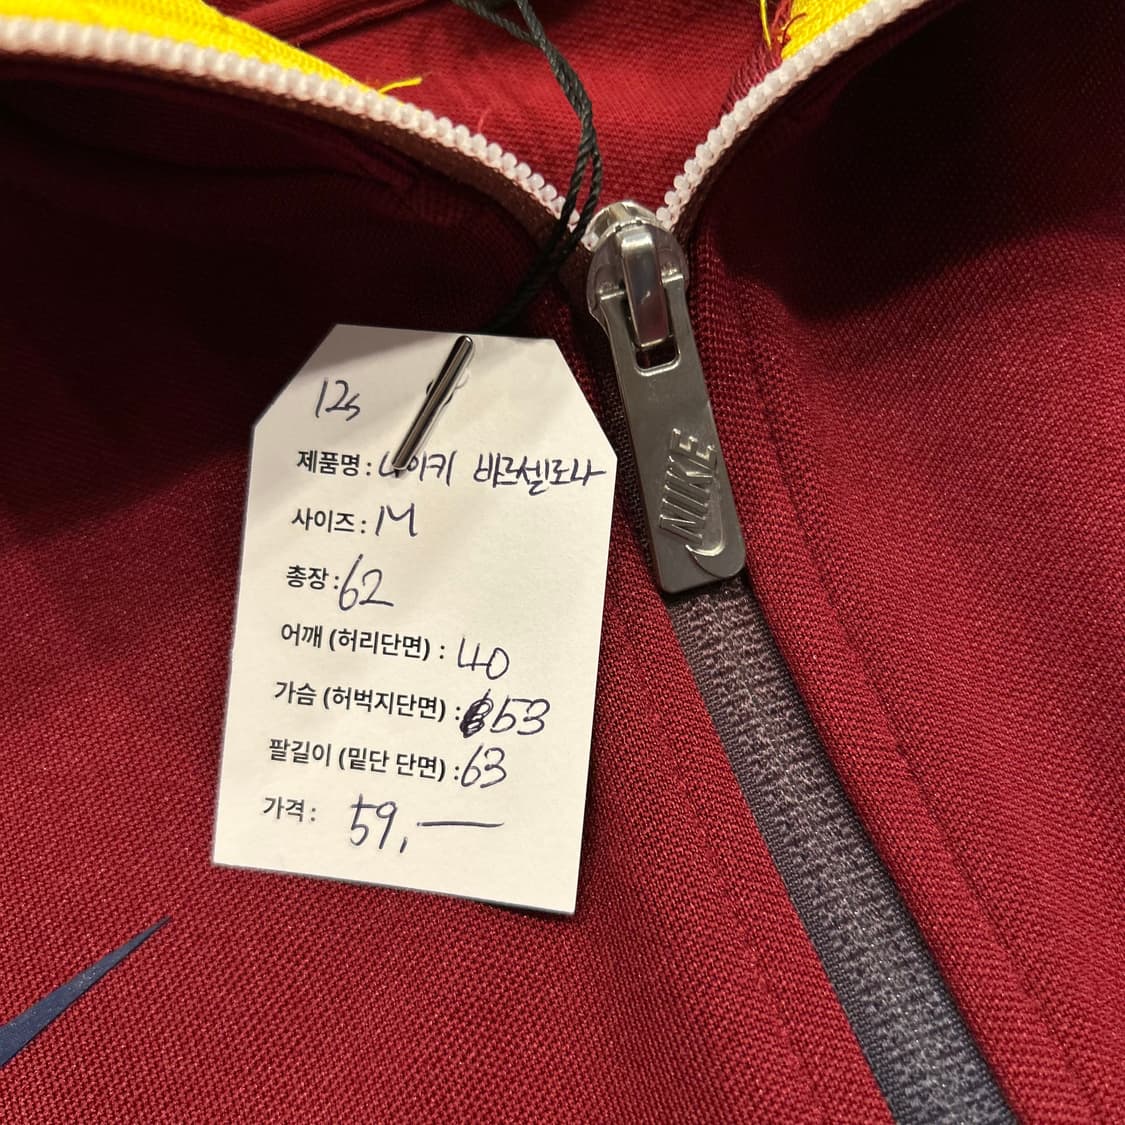 12s
제품명: 나이키 바르셀로나
사이즈: M
총장: 62
어깨 (허리단면) : 40
가슴 (허벅지단면) : 53
팔길이 (밑단 단면) : 63
가격: 59,—
NIKE